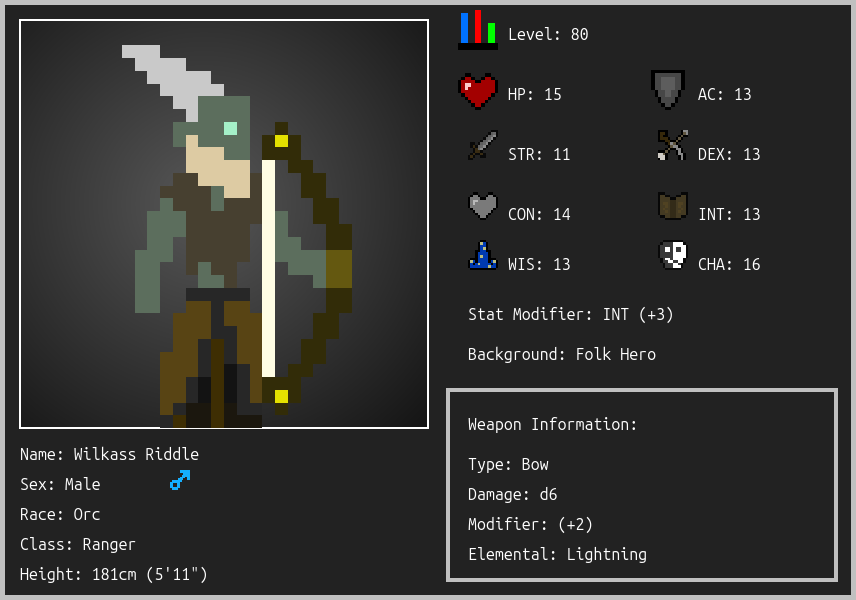 Level: 80
HP: 15
AC: 13
STR: 11
DEX: 13
CON: 14
INT: 13
WIS: 13
CHA: 16
Stat Modifier: INT (+3)
Background: Folk Hero
Weapon Information:
Type: Bow
Damage: d6
Modifier: (+2)
Elemental: Lightning
Name: Wilkass Riddle
Sex: Male
Race: Orc
Class: Ranger
Height: 181cm (5'11")